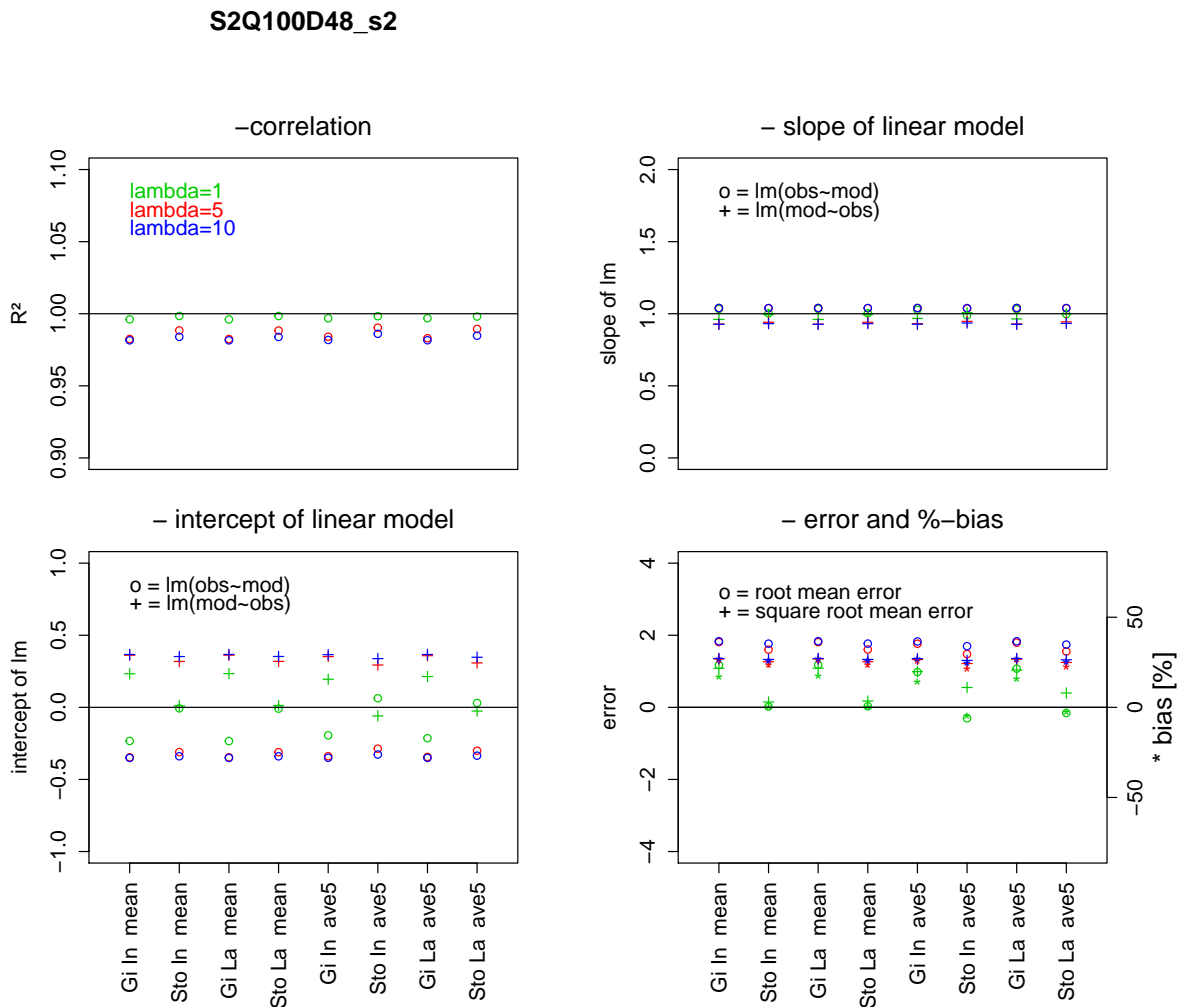 S2Q100D48_s2
−correlation
1.10
1.05
1.00
0.95
0.90
R²
lambda=1
lambda=5
lambda=10
− slope of linear model
2.0
1.5
1.0
0.5
0.0
slope of lm
o = lm(obs~mod)
+ = lm(mod~obs)
− intercept of linear model
1.0
0.5
0.0
−0.5
−1.0
intercept of lm
o = lm(obs~mod)
+ = lm(mod~obs)
Gi In mean
Sto In mean
Gi La mean
Sto La mean
Gi In ave5
Sto In ave5
Gi La ave5
Sto La ave5
− error and %−bias
4
2
0
−2
−4
error
o = root mean error
+ = square root mean error
50
0
−50
* bias [%]
Gi In mean
Sto In mean
Gi La mean
Sto La mean
Gi In ave5
Sto In ave5
Gi La ave5
Sto La ave5